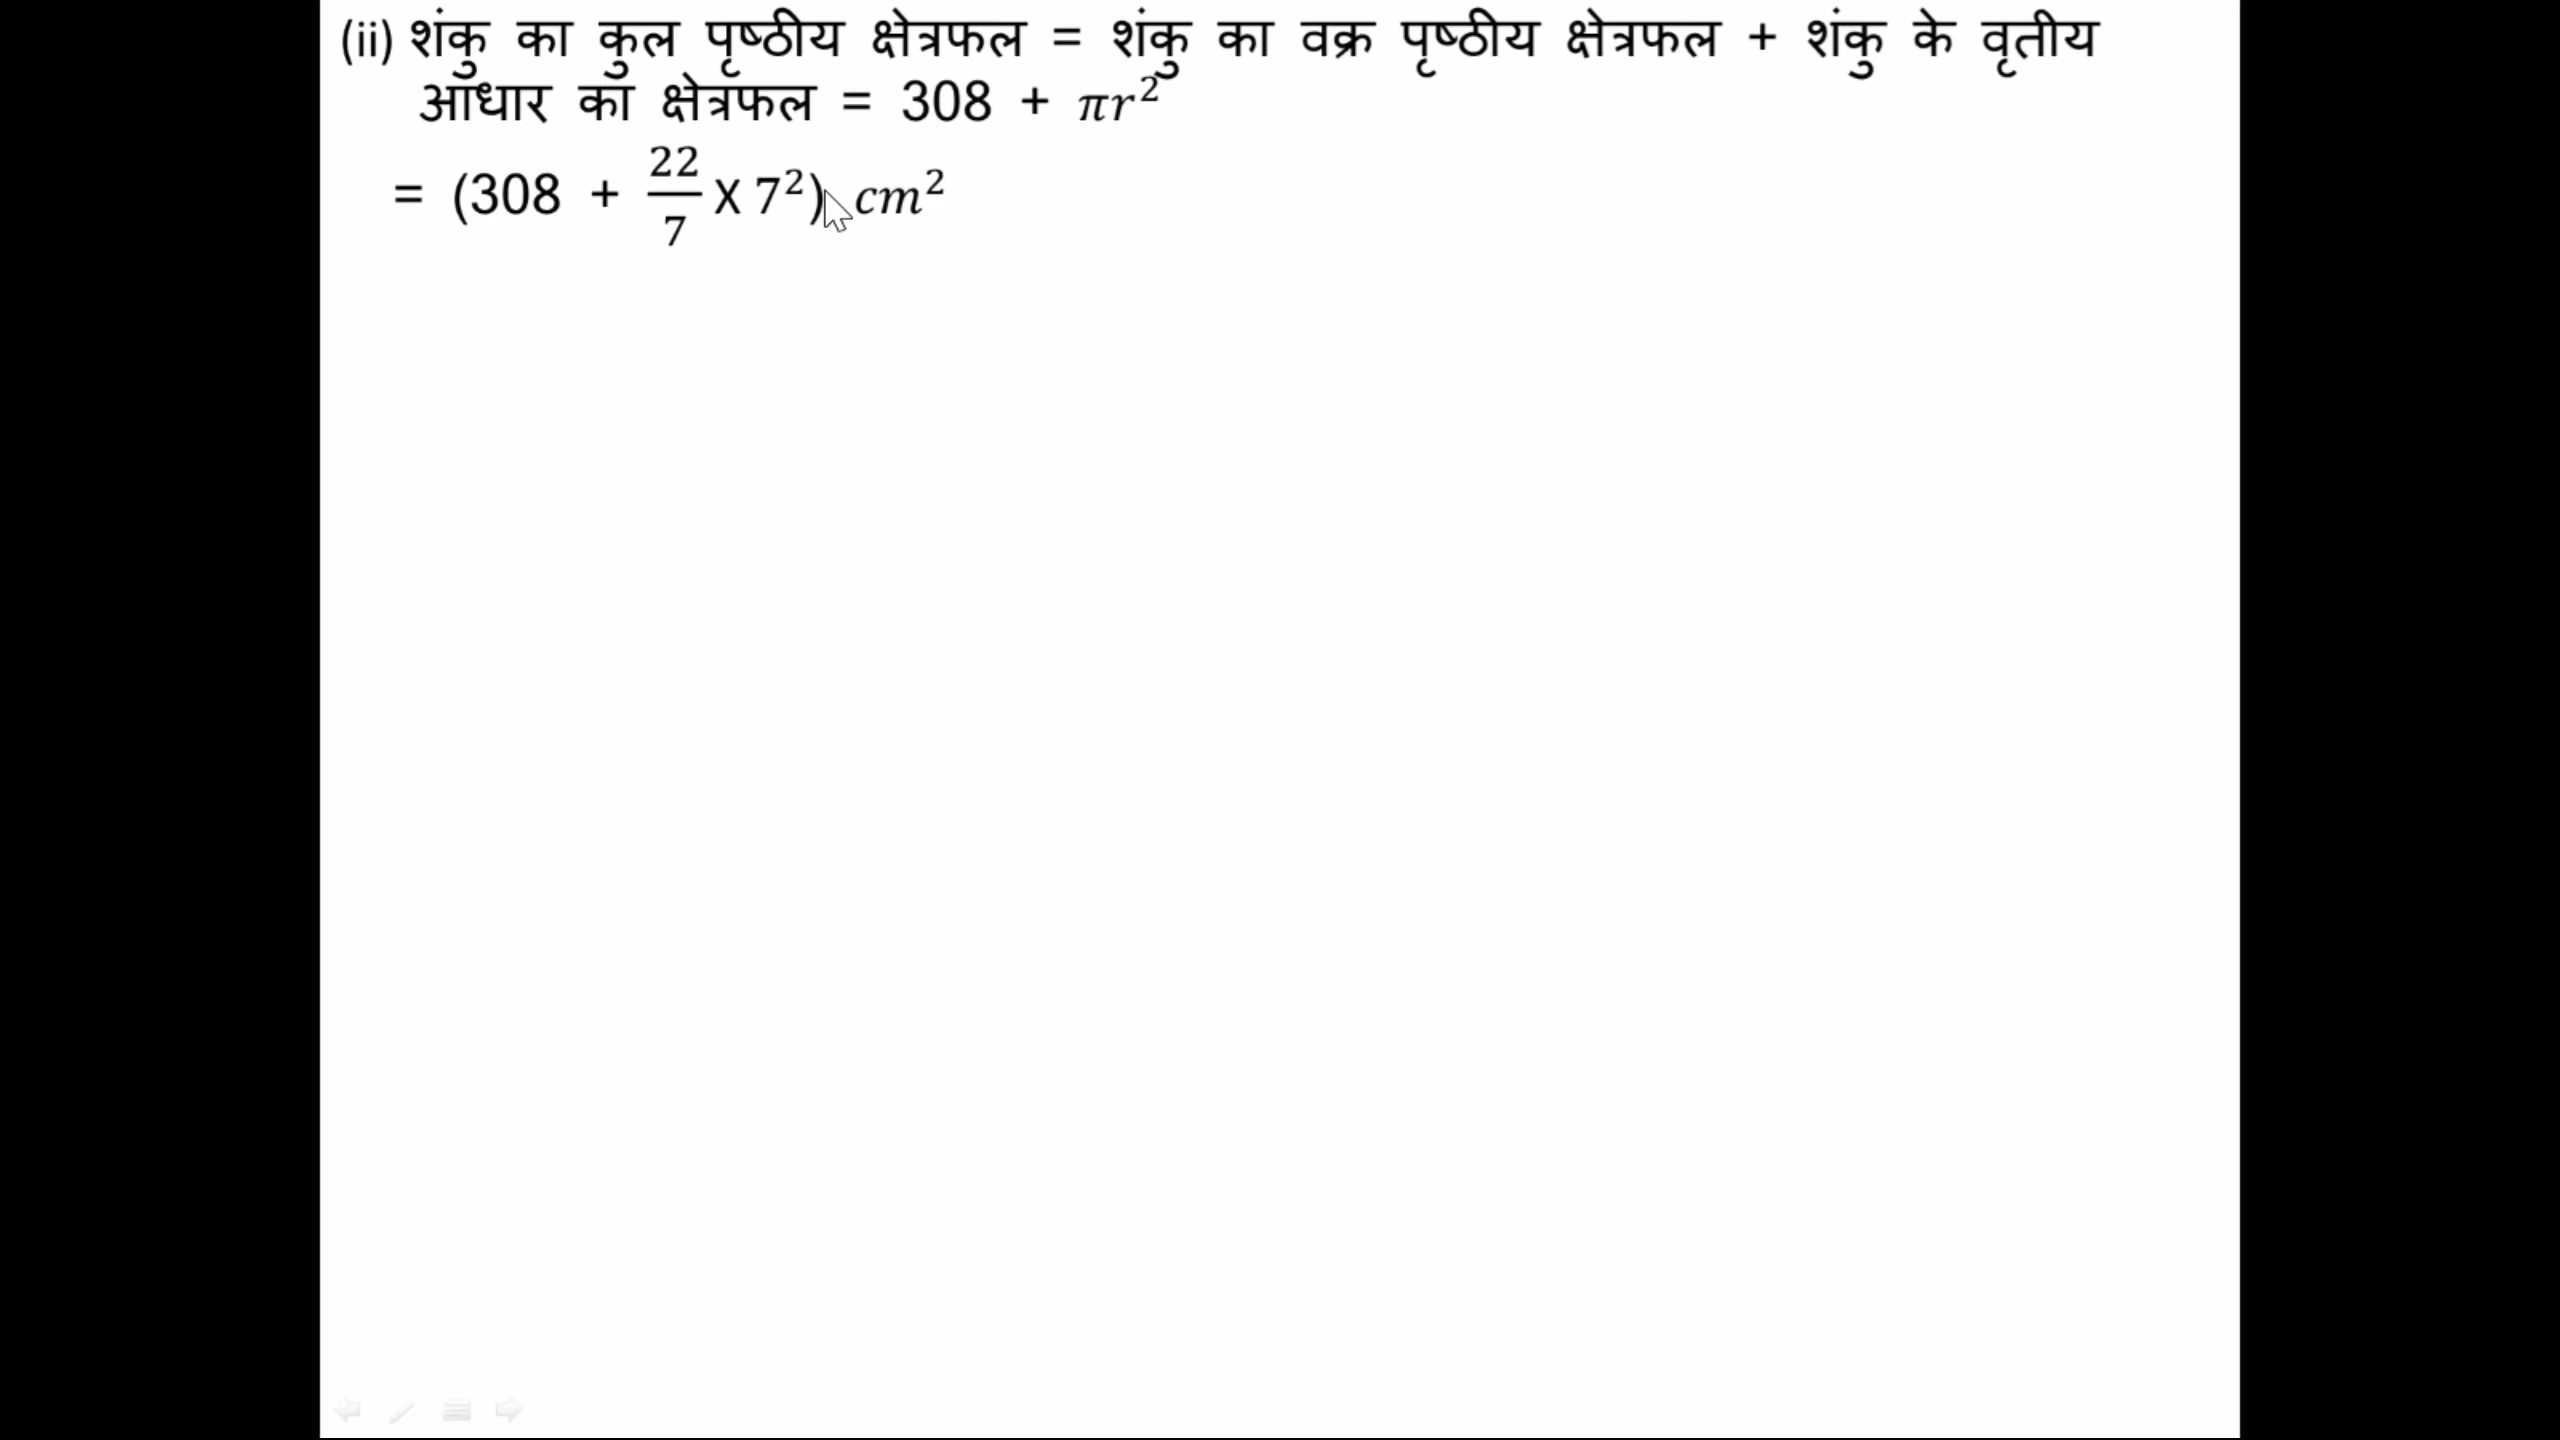 (ii) शंकु का कुल पृष्ठीय क्षेत्रफल = शंकु का वक्र पृष्ठीय क्षेत्रफल + शंकु के वृतीय
आधार का क्षेत्रफल = 308 + πr²
= (308 + 22/7 X 7²) cm²